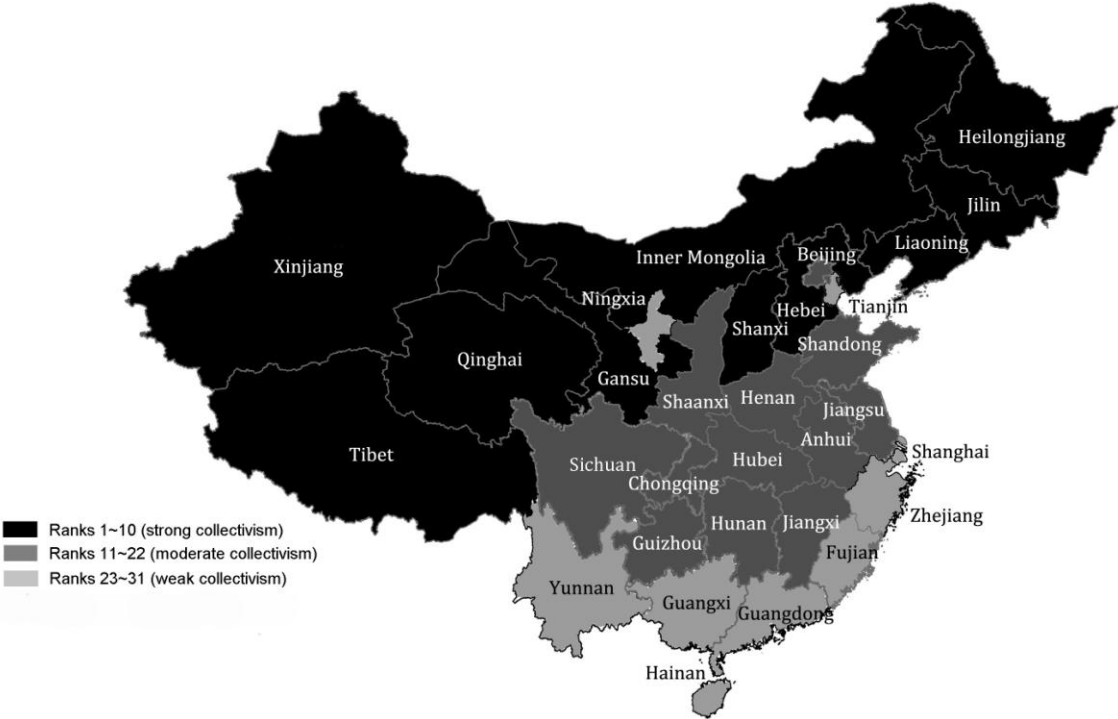 Heilongjiang
Jilin
Liaoning
Beijing
Inner Mongolia
Xinjiang
Ningxia
Hebei
Tianjin
Shanxi
Shandong
Qinghai
Gansu
Shaanxi
Henan
Jiangsu
Anhui
Tibet
Sichuan
Hubei
Shanghai
Chongqing
Zhejiang
Hunan
Jiangxi
Guizhou
Fujian
Yunnan
Guangxi
Guangdong
Hainan
Ranks 1~10 (strong collectivism)
Ranks 11~22 (moderate collectivism)
Ranks 23~31 (weak collectivism)